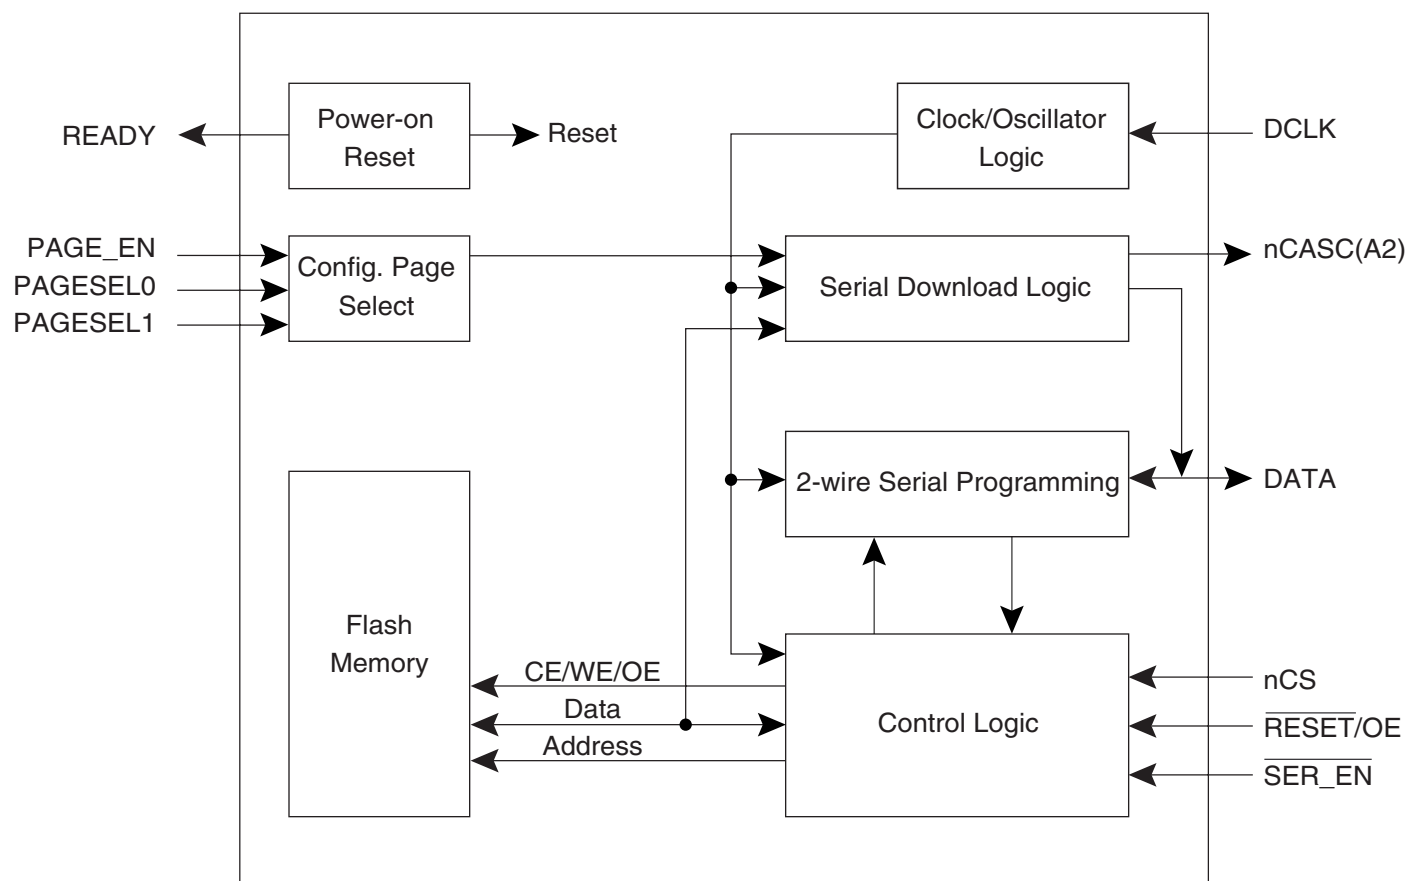 READY
Power-on
Reset
Reset
Clock/Oscillator
Logic
DCLK
PAGE_EN
PAGESEL0
PAGESEL1
Config. Page
Select
Serial Download Logic
nCASC(A2)
2-wire Serial Programming
DATA
Flash
Memory
CE/WE/OE
Data
Address
Control Logic
nCS
RESET/OE
SER_EN